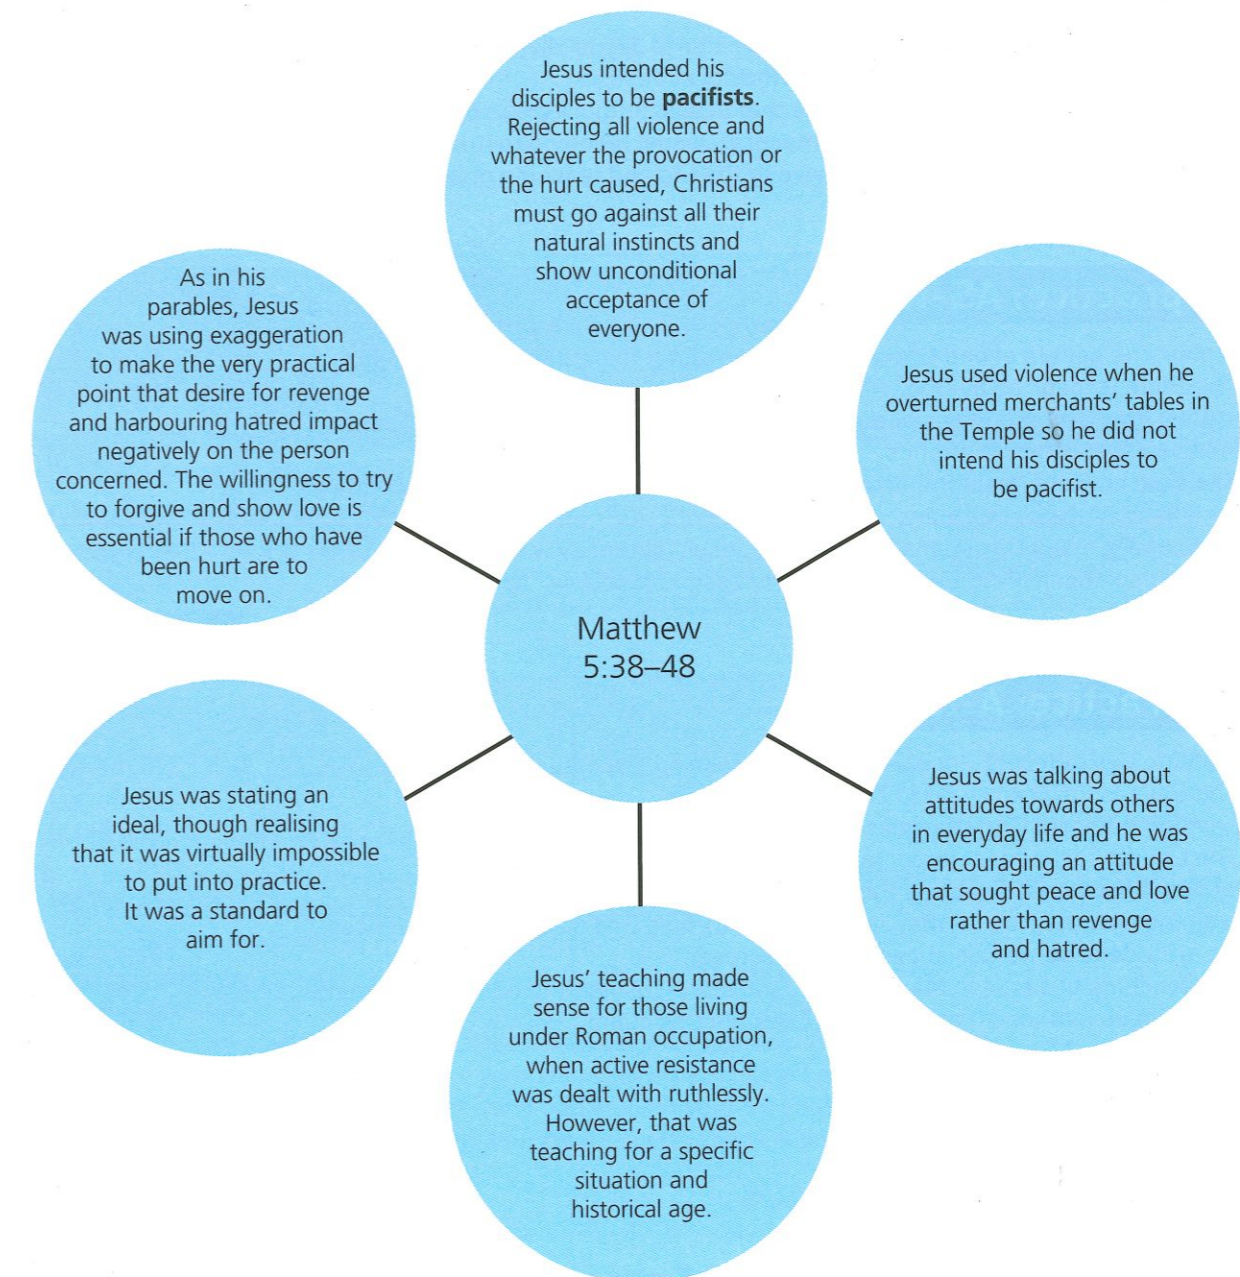 Jesus intended his
disciples to be pacifists.
Rejecting all violence and
whatever the provocation or
the hurt caused, Christians
must go against all their
natural instincts and
show unconditional
acceptance of
everyone.
Jesus used violence when he
overturned merchants' tables in
the Temple so he did not
intend his disciples to
be pacifist.
Jesus was talking about
attitudes towards others
in everyday life and he was
encouraging an attitude
that sought peace and love
rather than revenge
and hatred.
Jesus' teaching made
sense for those living
under Roman occupation,
when active resistance
was dealt with ruthlessly.
However, that was
teaching for a specific
situation and
historical age.
Jesus was stating an
ideal, though realising
that it was virtually impossible
to put into practice.
It was a standard to
aim for.
As in his
parables, Jesus
was using exaggeration
to make the very practical
point that desire for revenge
and harbouring hatred impact
negatively on the person
concerned. The willingness to try
to forgive and show love is
essential if those who have
been hurt are to
move on.
Matthew
5:38–48